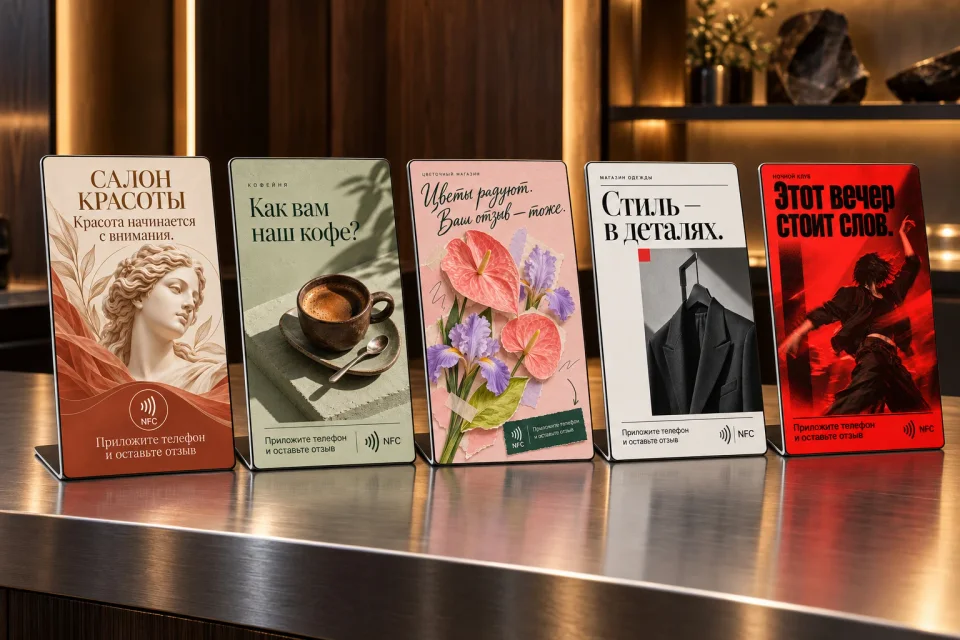 САЛОН
КРАСОТЫ
Красота начинается
с внимания.
NFC
Приложите телефон
и оставьте отзыв
КОФЕЙНЯ
Как вам
наш кофе?
Приложите телефон
и оставьте отзыв
NFC
ЦВЕТОЧНЫЙ МАГАЗИН
Цветы радуют.
Ваш отзыв — тоже.
NFC
Приложите телефон
и оставьте отзыв
МАГАЗИН ОДЕЖДЫ
Стиль —
в деталях.
Приложите телефон
и оставьте отзыв
NFC
НОЧНОЙ КЛУБ
Этот вечер
стоит слов.
Приложите телефон
и оставьте отзыв
NFC